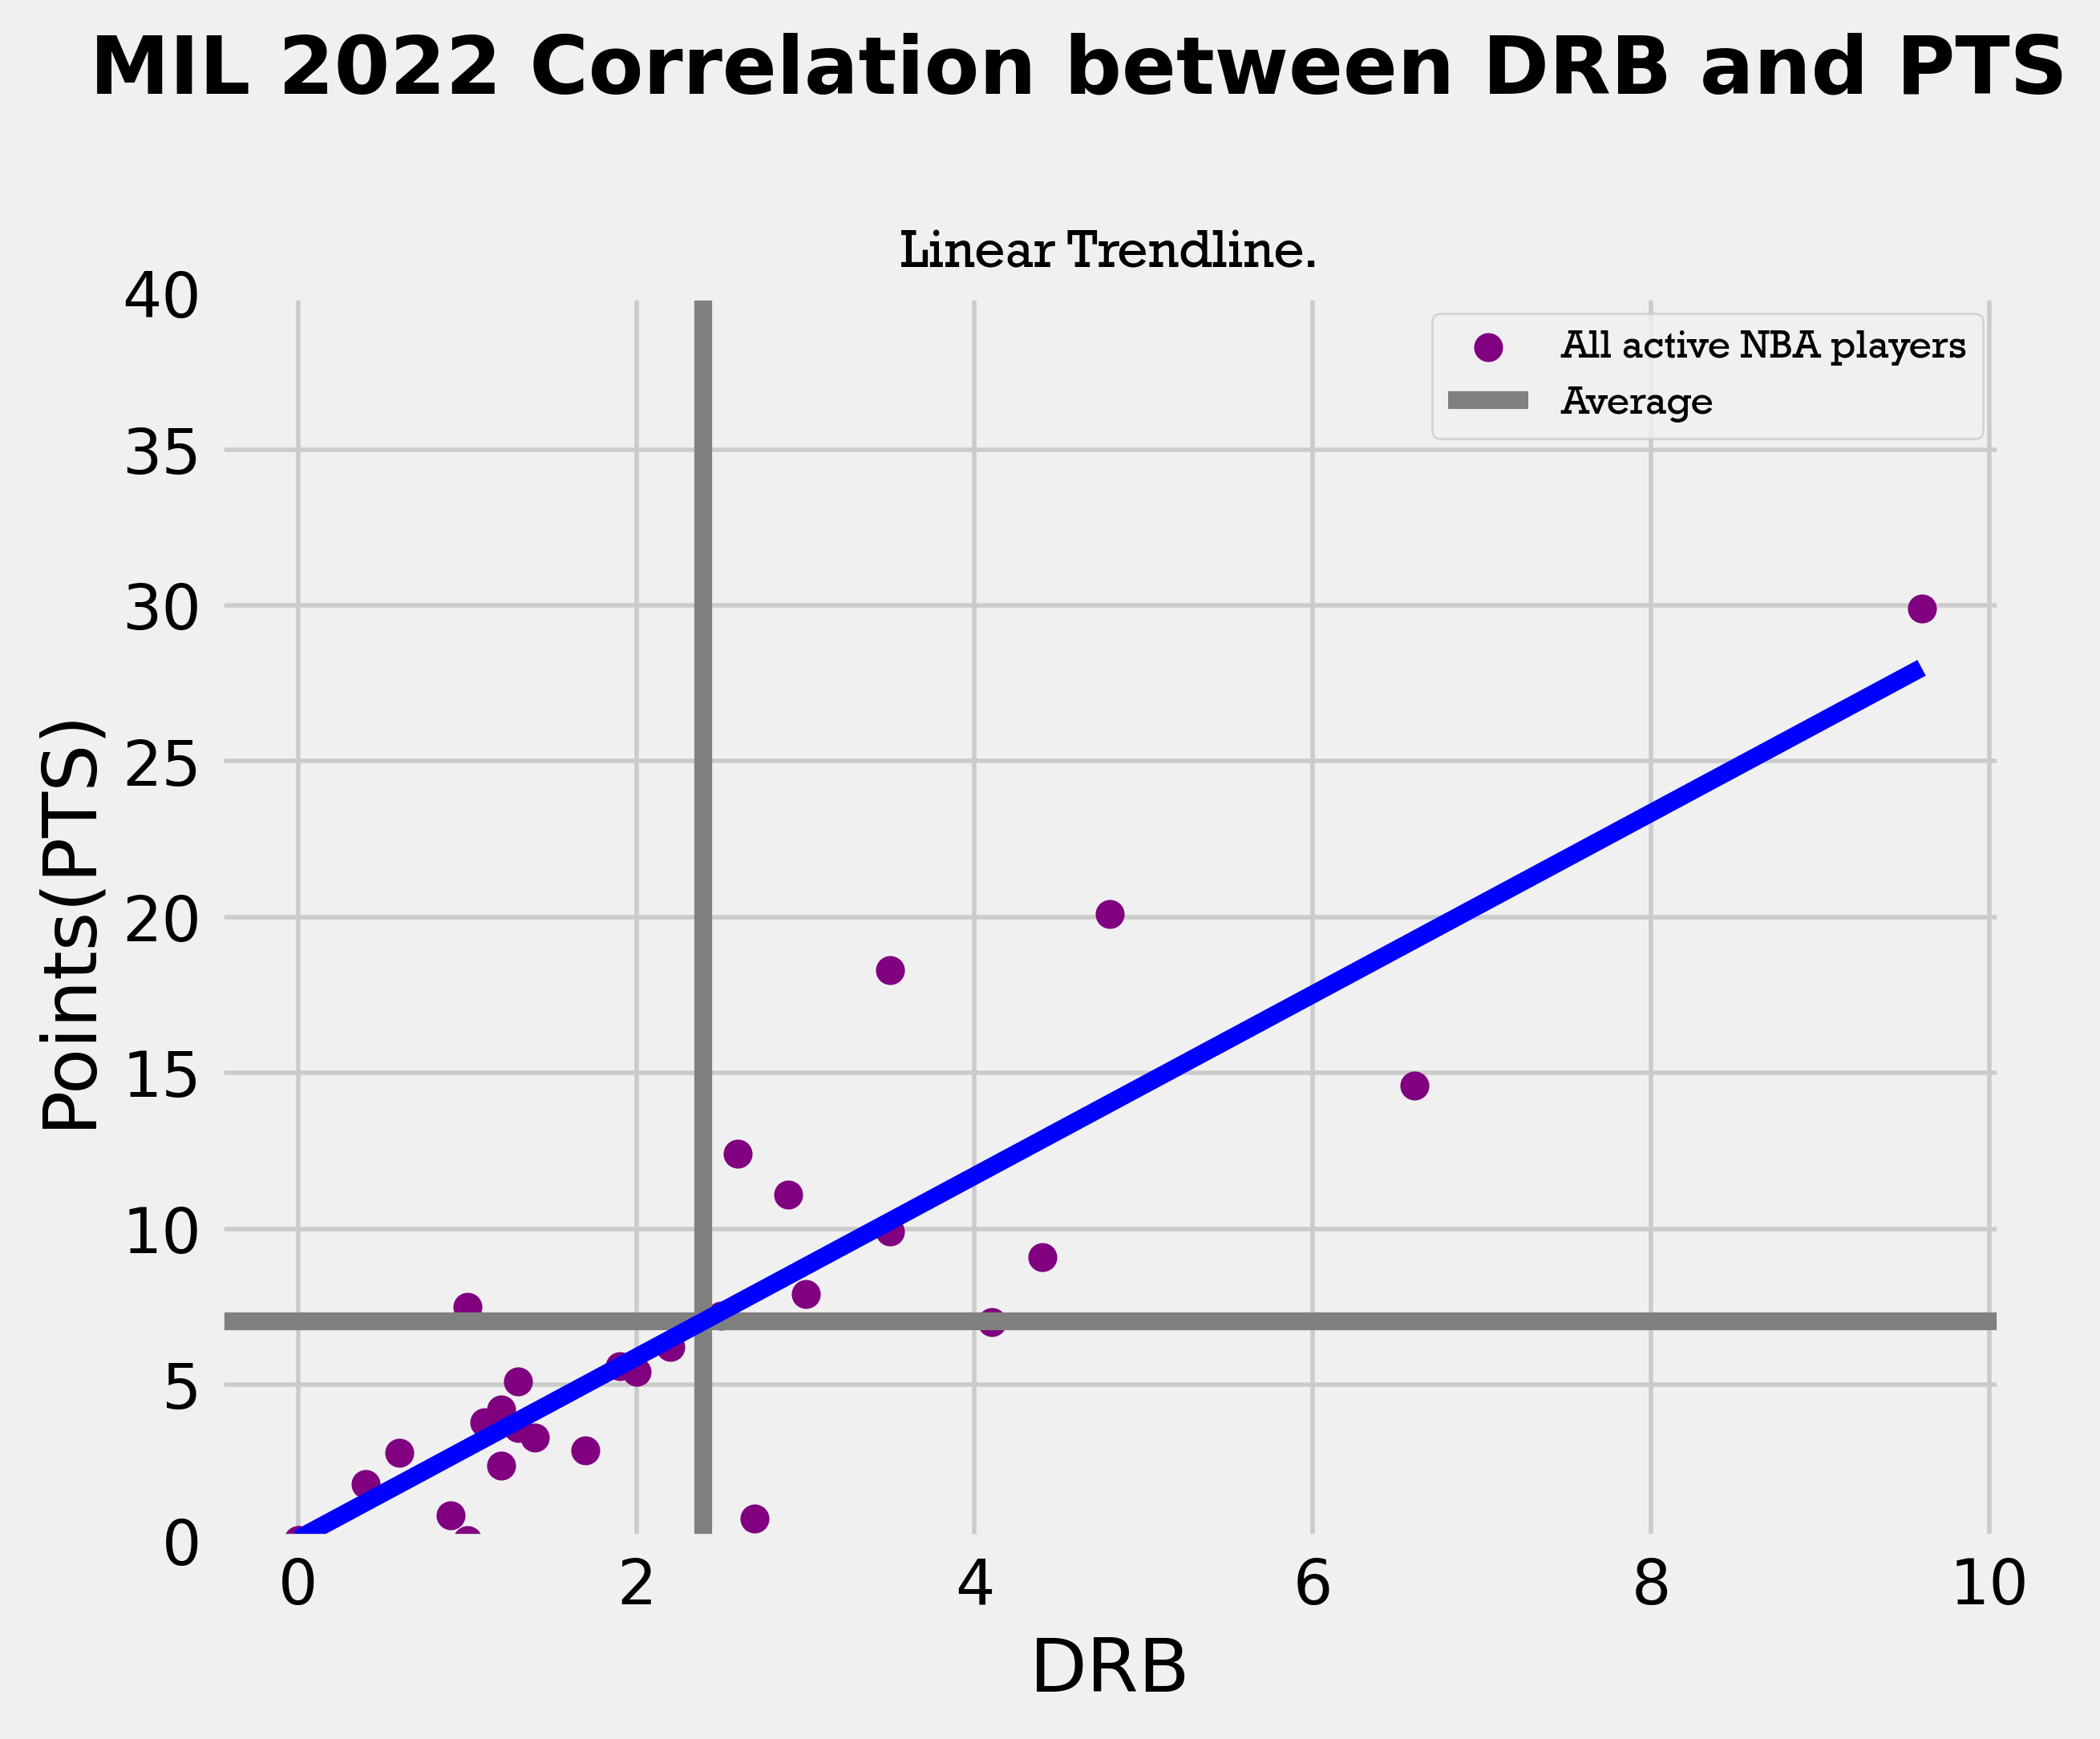 MIL 2022 Correlation between DRB and PTS
Linear Trendline.
All active NBA players
Average
Points(PTS)
40
35
30
25
20
15
10
5
0
0 2 4 6 8 10
DRB